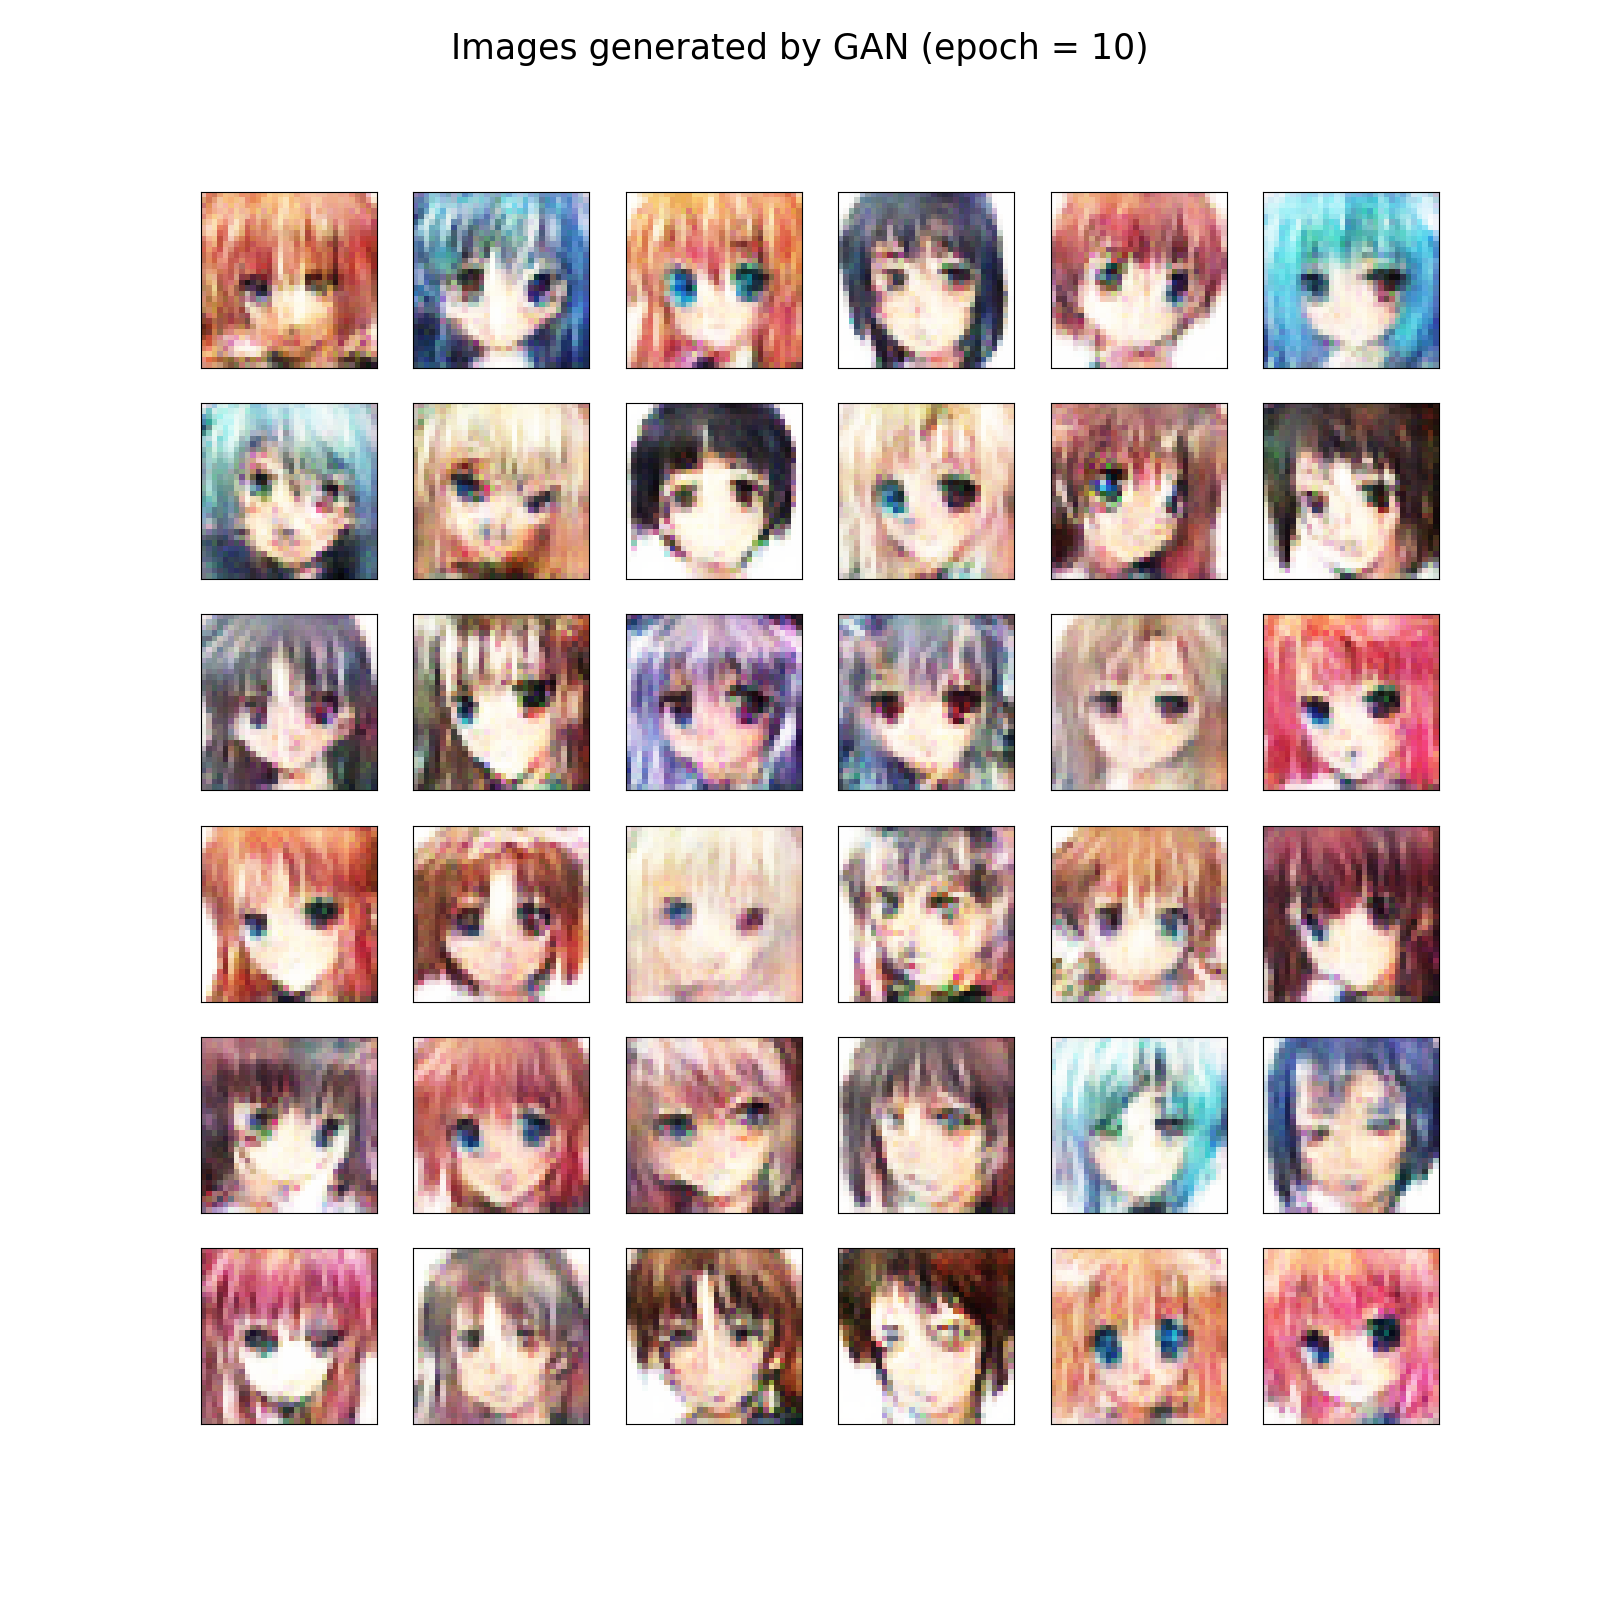 Images generated by GAN (epoch = 10)